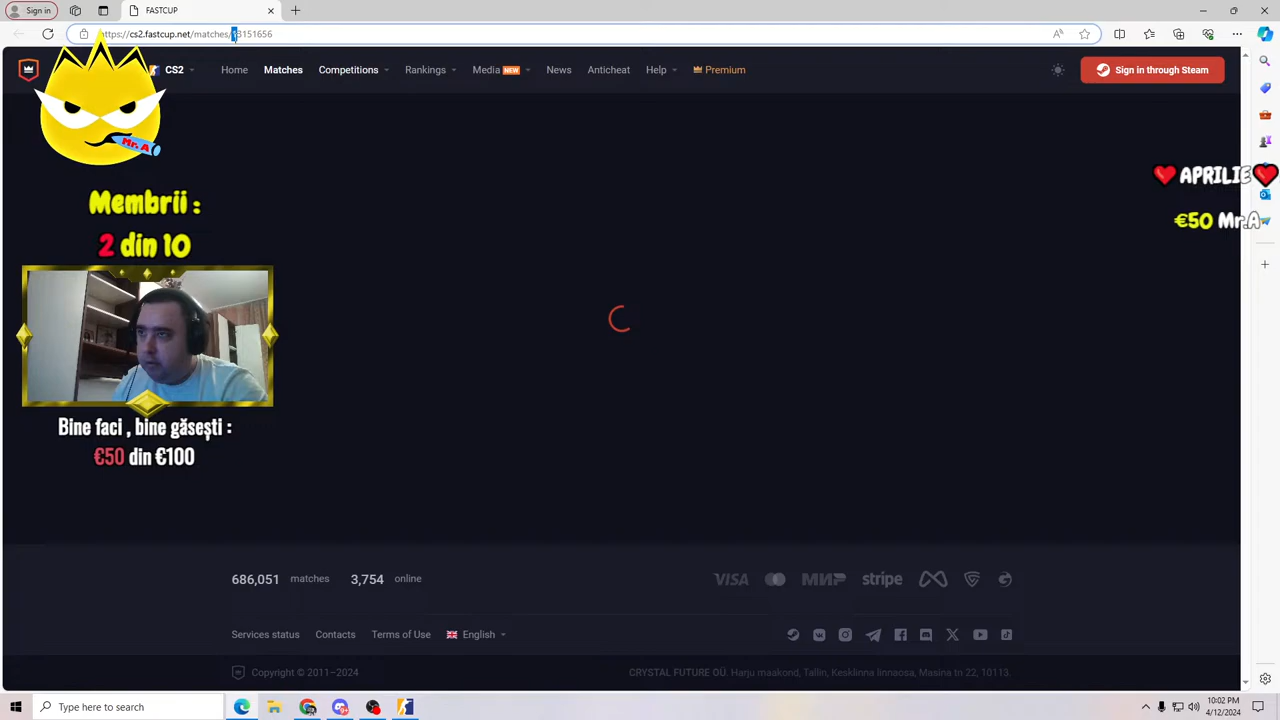 Sign in
FASTCUP
https://cs2.fastcup.net/matches/13151656
CS2
Home
Matches
Competitions
Rankings
Media NEW
News
Anticheat
Help
Premium
Sign in through Steam
Mr. A
Membrii :
2 din 10
APRILIE
€50 Mr.A
Bine faci , bine găsești :
€50 din €100
686,051 matches
3,754 online
VISA
МИР
stripe
Services status
Contacts
Terms of Use
English
Copyright © 2011–2024
CRYSTAL FUTURE OÜ. Harju maakond, Tallin, Kesklinna linnaosa, Masina tn 22, 10113.
Type here to search
10:02 PM
4/12/2024